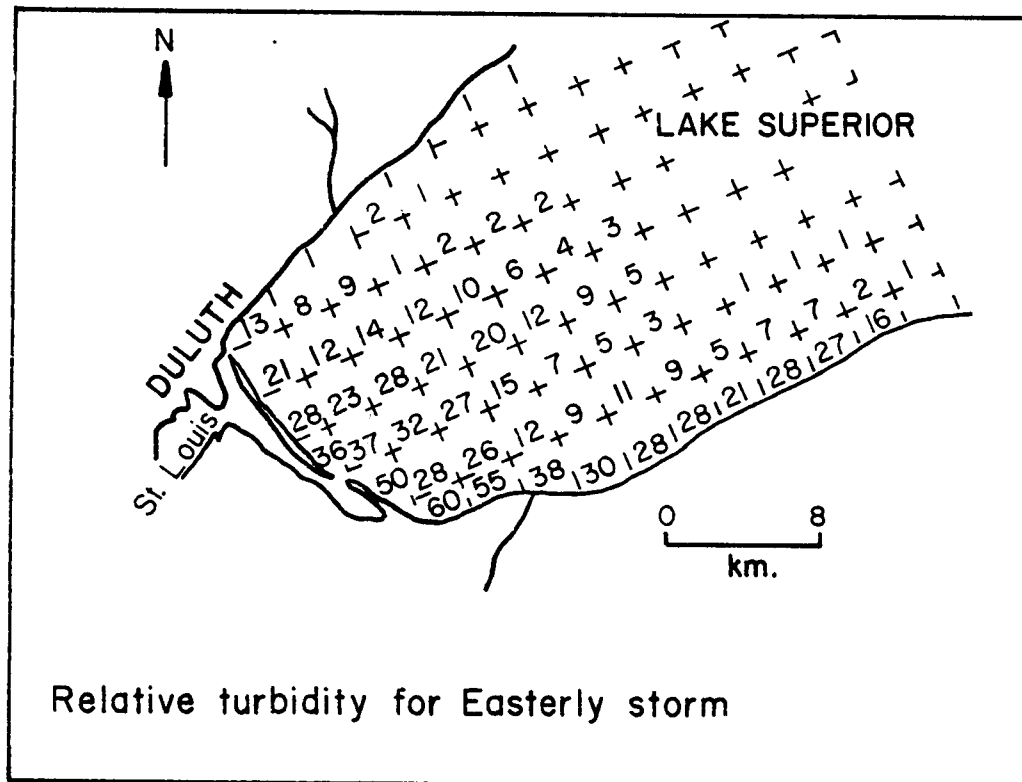 N
LAKE SUPERIOR
2
DULUTH
13 8 9 1 2 2 2
21 12 14 12 10 6 4 3
28 23 28 21 20 12 9 5
36 37 32 27 15 7 5 3 1 1 1
50 28 26 12 9 11 9 5 7 7 2 1
60 55 38 30 28 28 21 28 27 16
St. Louis
0 8
km.
Relative turbidity for Easterly storm